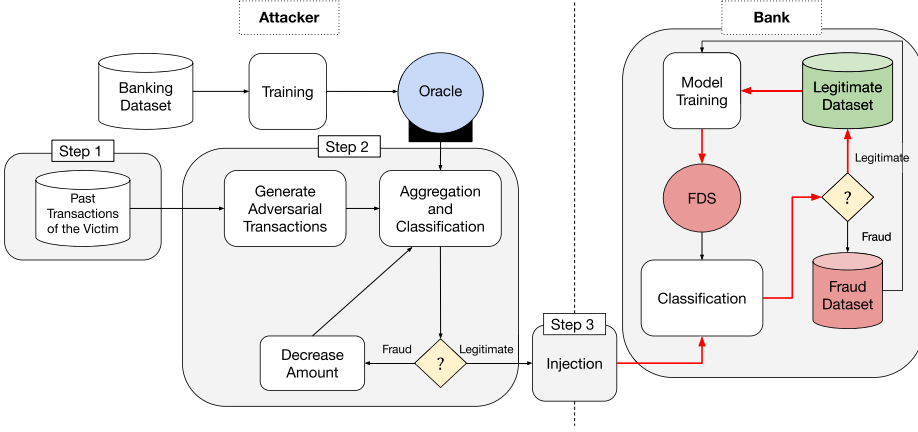 Attacker
Bank
Banking
Dataset
Training
Oracle
Model
Training
Legitimate
Dataset
Step 1
Step 2
Past
Transactions
of the Victim
Generate
Adversarial
Transactions
Aggregation
and
Classification
FDS
?
Legitimate
Fraud
Classification
Fraud
Dataset
Step 3
Injection
Decrease
Amount
Fraud
?
Legitimate